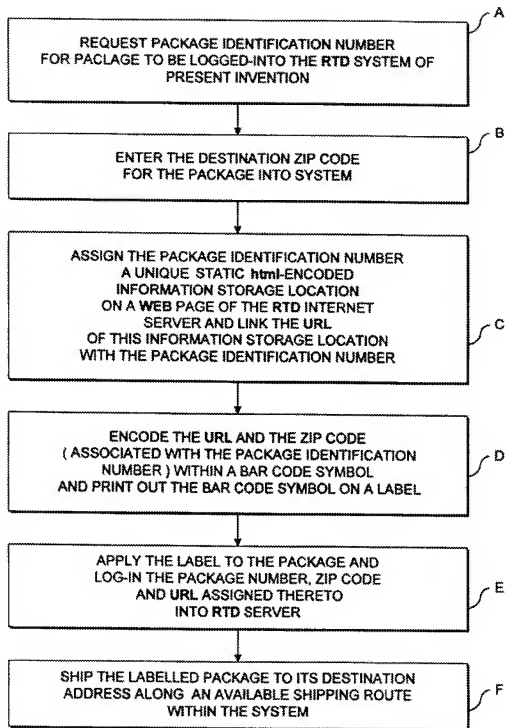 A
REQUEST PACKAGE IDENTIFICATION NUMBER
FOR PACLAGE TO BE LOGGED-INTO THE RTD SYSTEM OF
PRESENT INVENTION
B
ENTER THE DESTINATION ZIP CODE
FOR THE PACKAGE INTO SYSTEM
ASSIGN THE PACKAGE IDENTIFICATION NUMBER
A UNIQUE STATIC html-ENCODED
INFORMATION STORAGE LOCATION
ON A WEB PAGE OF THE RTD INTERNET
SERVER AND LINK THE URL
OF THIS INFORMATION STORAGE LOCATION
WITH THE PACKAGE IDENTIFICATION NUMBER
C
ENCODE THE URL AND THE ZIP CODE
( ASSOCIATED WITH THE PACKAGE IDENTIFICATION
NUMBER ) WITHIN A BAR CODE SYMBOL
AND PRINT OUT THE BAR CODE SYMBOL ON A LABEL
D
APPLY THE LABEL TO THE PACKAGE AND
LOG-IN THE PACKAGE NUMBER, ZIP CODE
AND URL ASSIGNED THERETO
INTO RTD SERVER
E
SHIP THE LABELLED PACKAGE TO ITS DESTINATION
ADDRESS ALONG AN AVAILABLE SHIPPING ROUTE
WITHIN THE SYSTEM
F